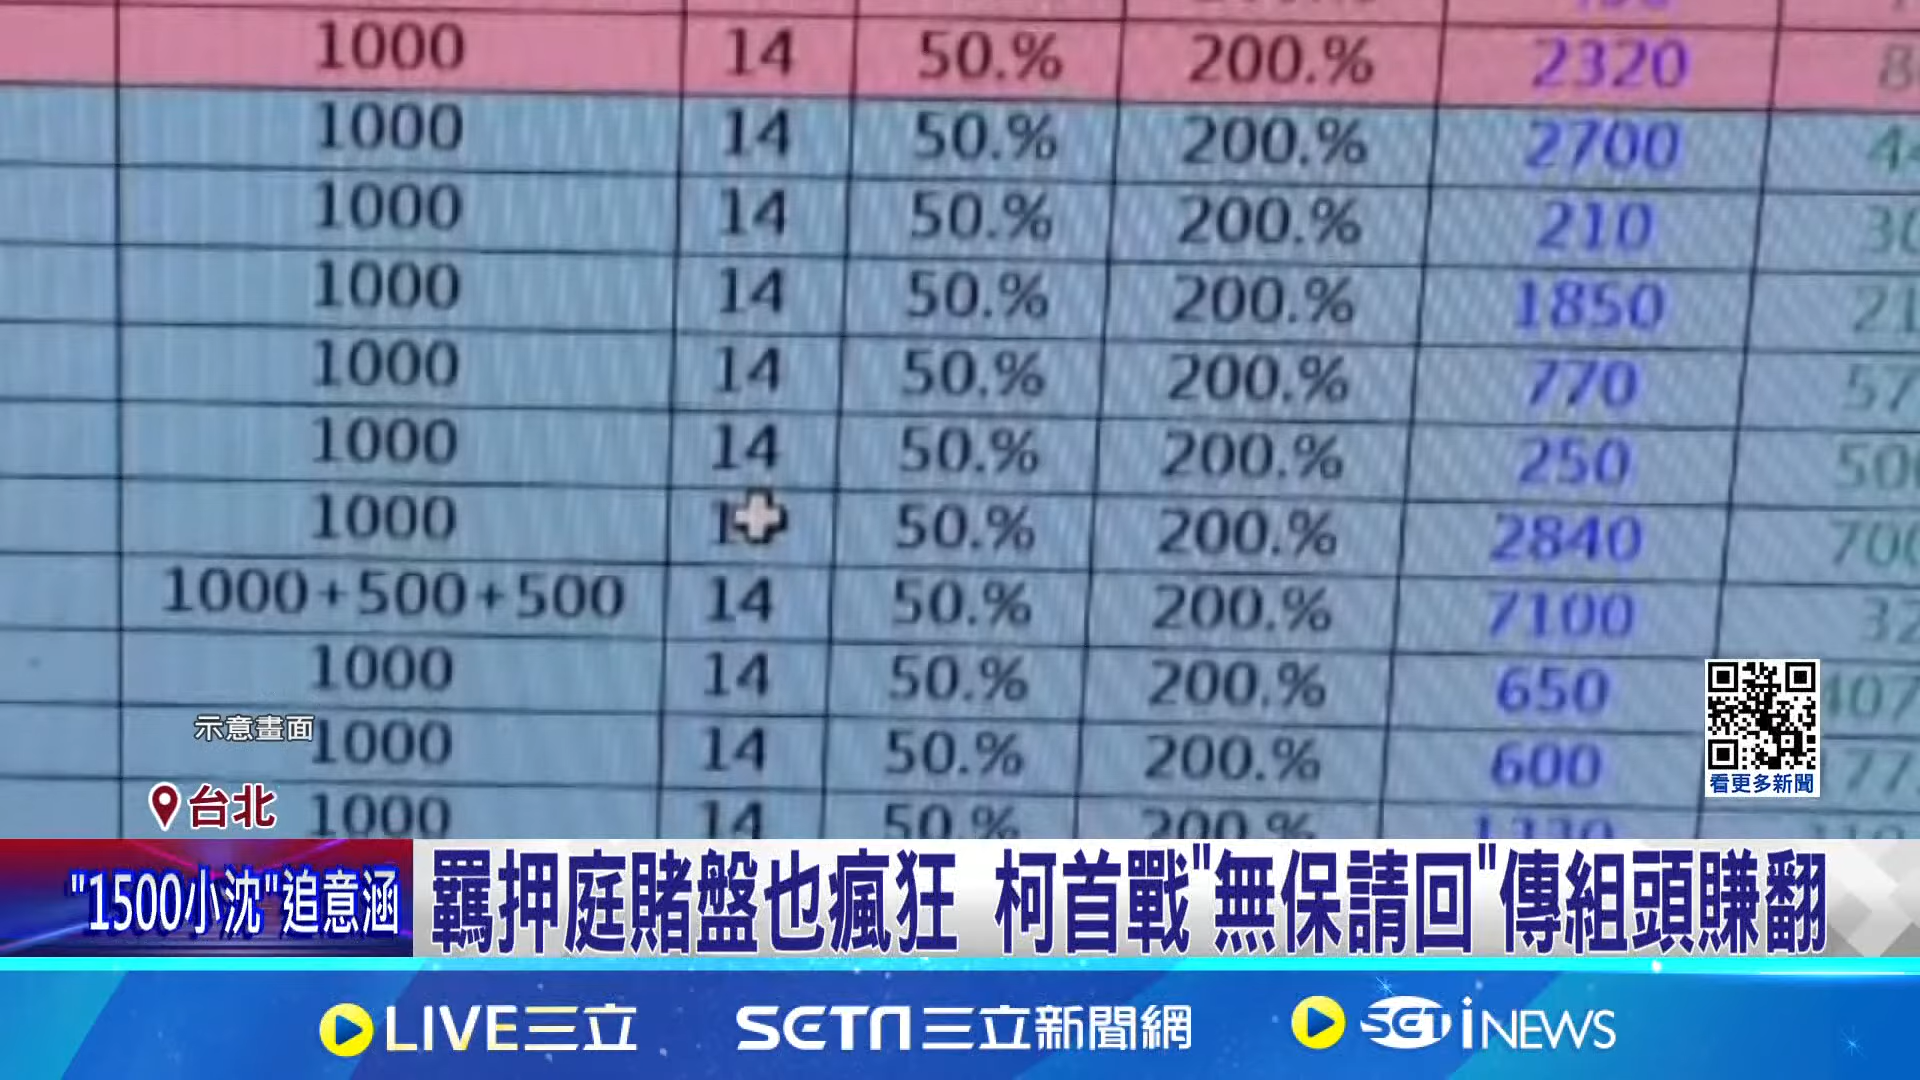 1000 14 50.% 200.% 2320
1000 14 50.% 200.% 2700
1000 14 50.% 200.% 210
1000 14 50.% 200.% 1850
1000 14 50.% 200.% 770
1000 14 50.% 200.% 250
1000 50.% 200.% 2840
1000+500+500 14 50.% 200.% 7100
1000 14 50.% 200.% 650
1000 14 50.% 200.% 600
1000 14 50.% 200.%
示意畫面
台北
看更多新聞
"1500小沈"追意涵
羈押庭賭盤也瘋狂 柯首戰"無保請回"傳組頭賺翻
LIVE三立
SETN三立新聞網
SETiNEWS